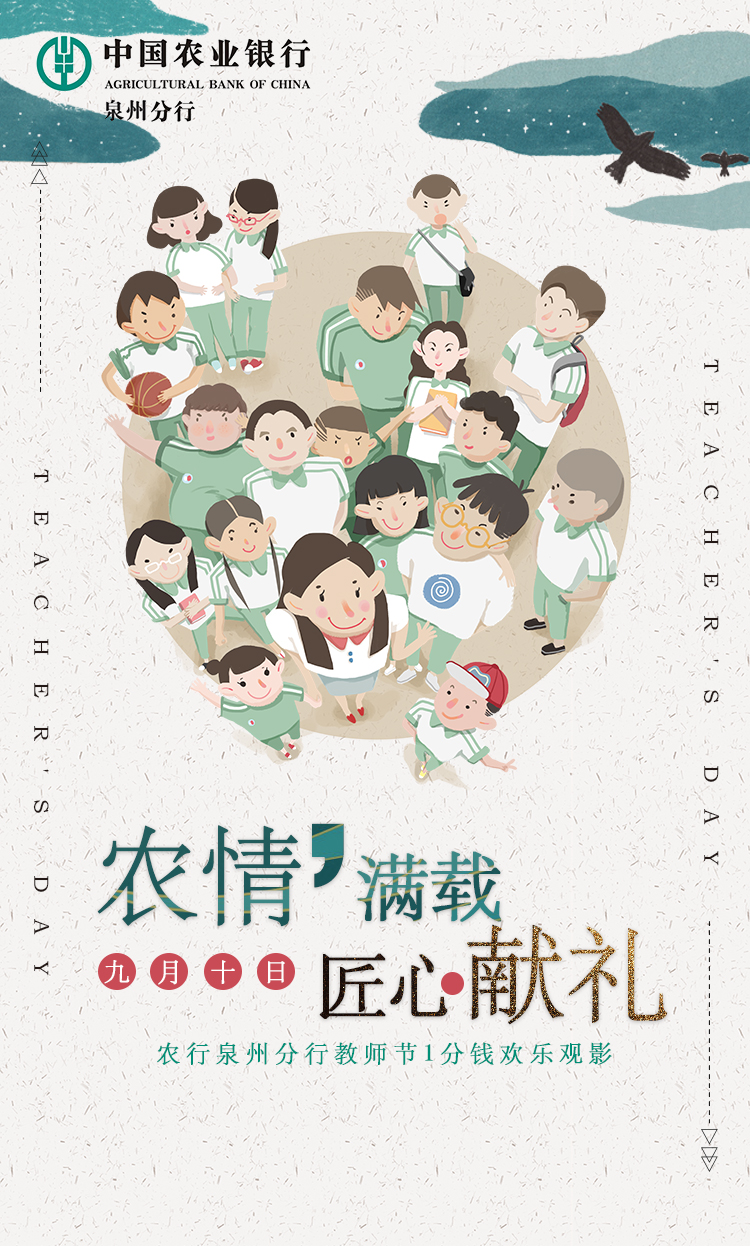 中国农业银行
AGRICULTURAL BANK OF CHINA
泉州分行
TEACHER'S DAY
TEACHER'S DAY
农情’满载
九月十日
匠心·献礼
农行泉州分行教师节1分钱欢乐观影